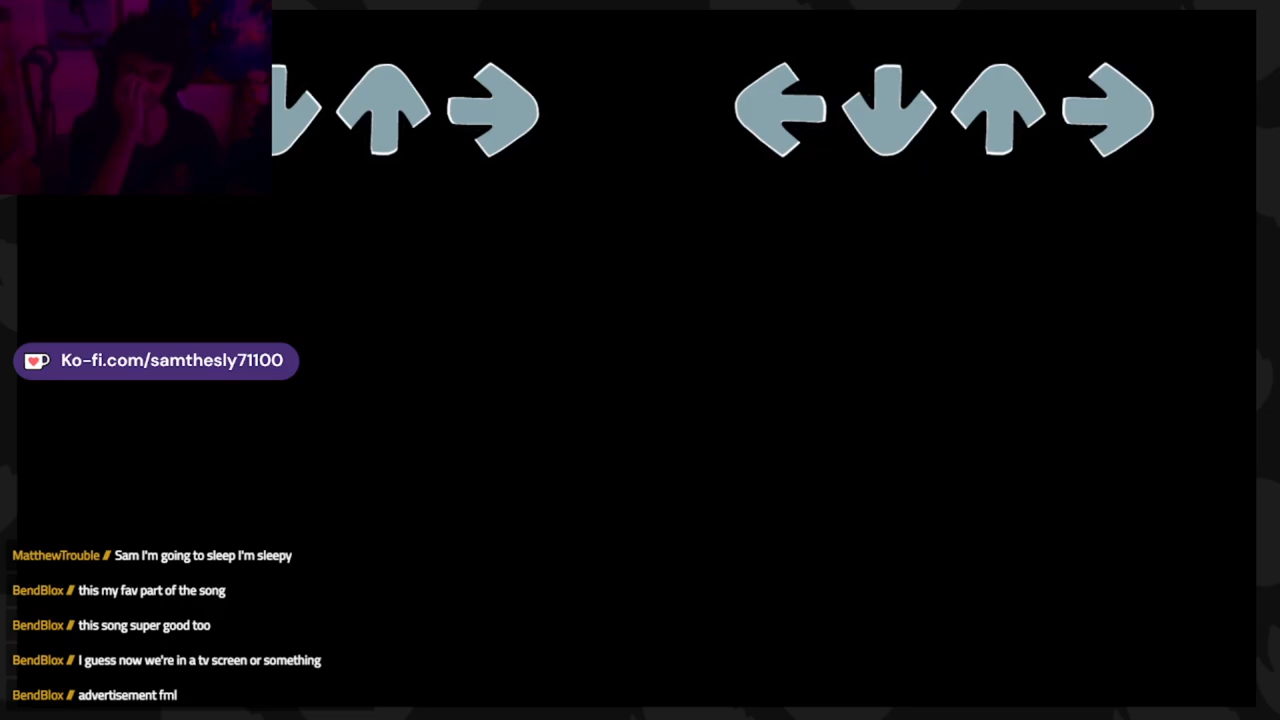 Ko-fi.com/samthesly71100
MatthewTrouble // Sam I'm going to sleep I'm sleepy
BendBlox // this my fav part of the song
BendBlox // this song super good too
BendBlox // I guess now we're in a tv screen or something
BendBlox // advertisement fml